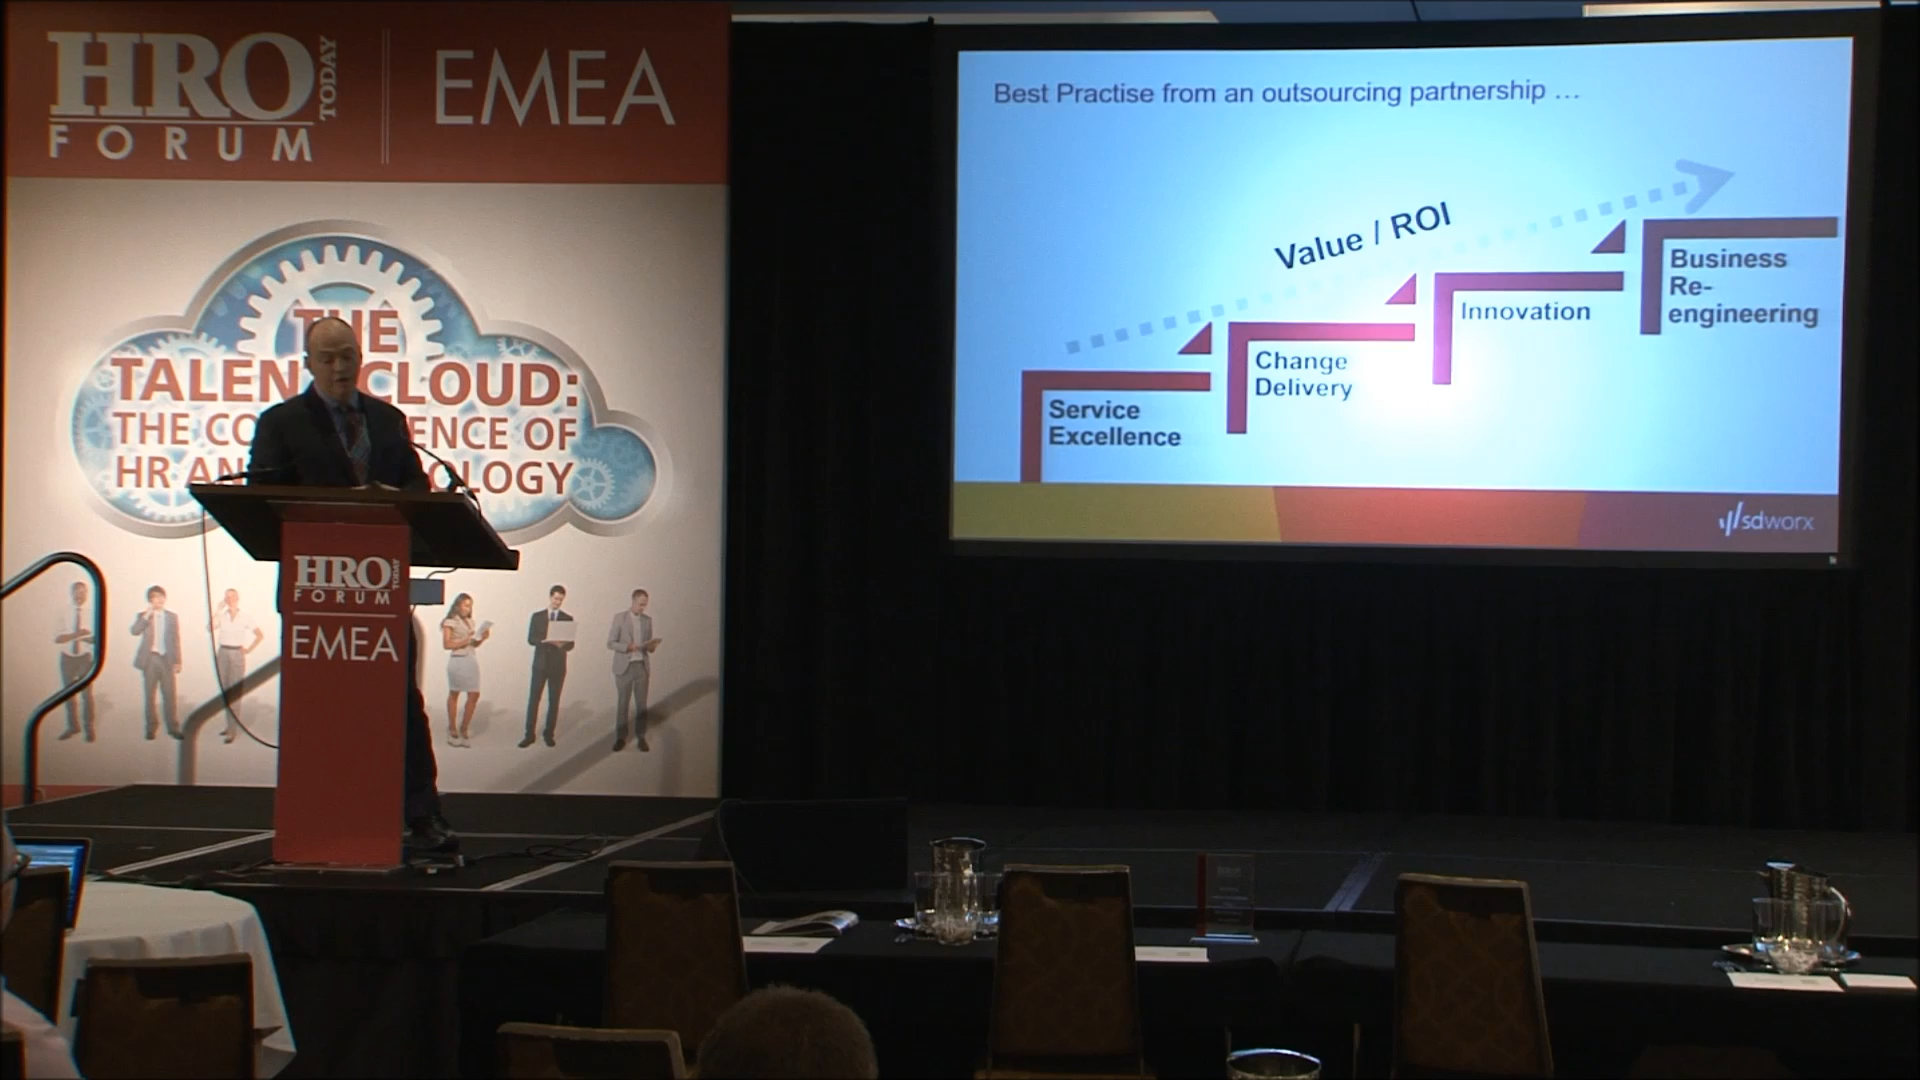 HRO TODAY
FORUM
EMEA
THE
TALENT CLOUD:
THE CO ENCE OF
HR AN OLOGY
HRO TODAY
FORUM
EMEA
Best Practise from an outsourcing partnership ...
Value / ROI
Service
Excellence
Change
Delivery
Innovation
Business
Re-
engineering
sdworx